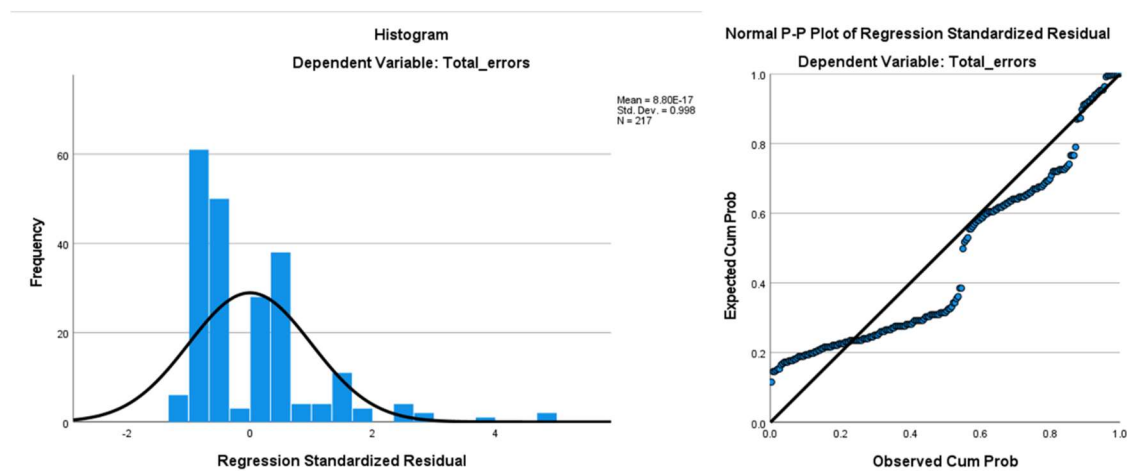 Histogram
Dependent Variable: Total_errors
Mean = 8.80E-17
Std. Dev. = 0.998
N = 217
Frequency
60
40
20
0
-2
0
2
4
Regression Standardized Residual
Normal P-P Plot of Regression Standardized Residual
Dependent Variable: Total_errors
Expected Cum Prob
1.0
0.8
0.6
0.4
0.2
0.0
0.0
0.2
0.4
0.6
0.8
1.0
Observed Cum Prob